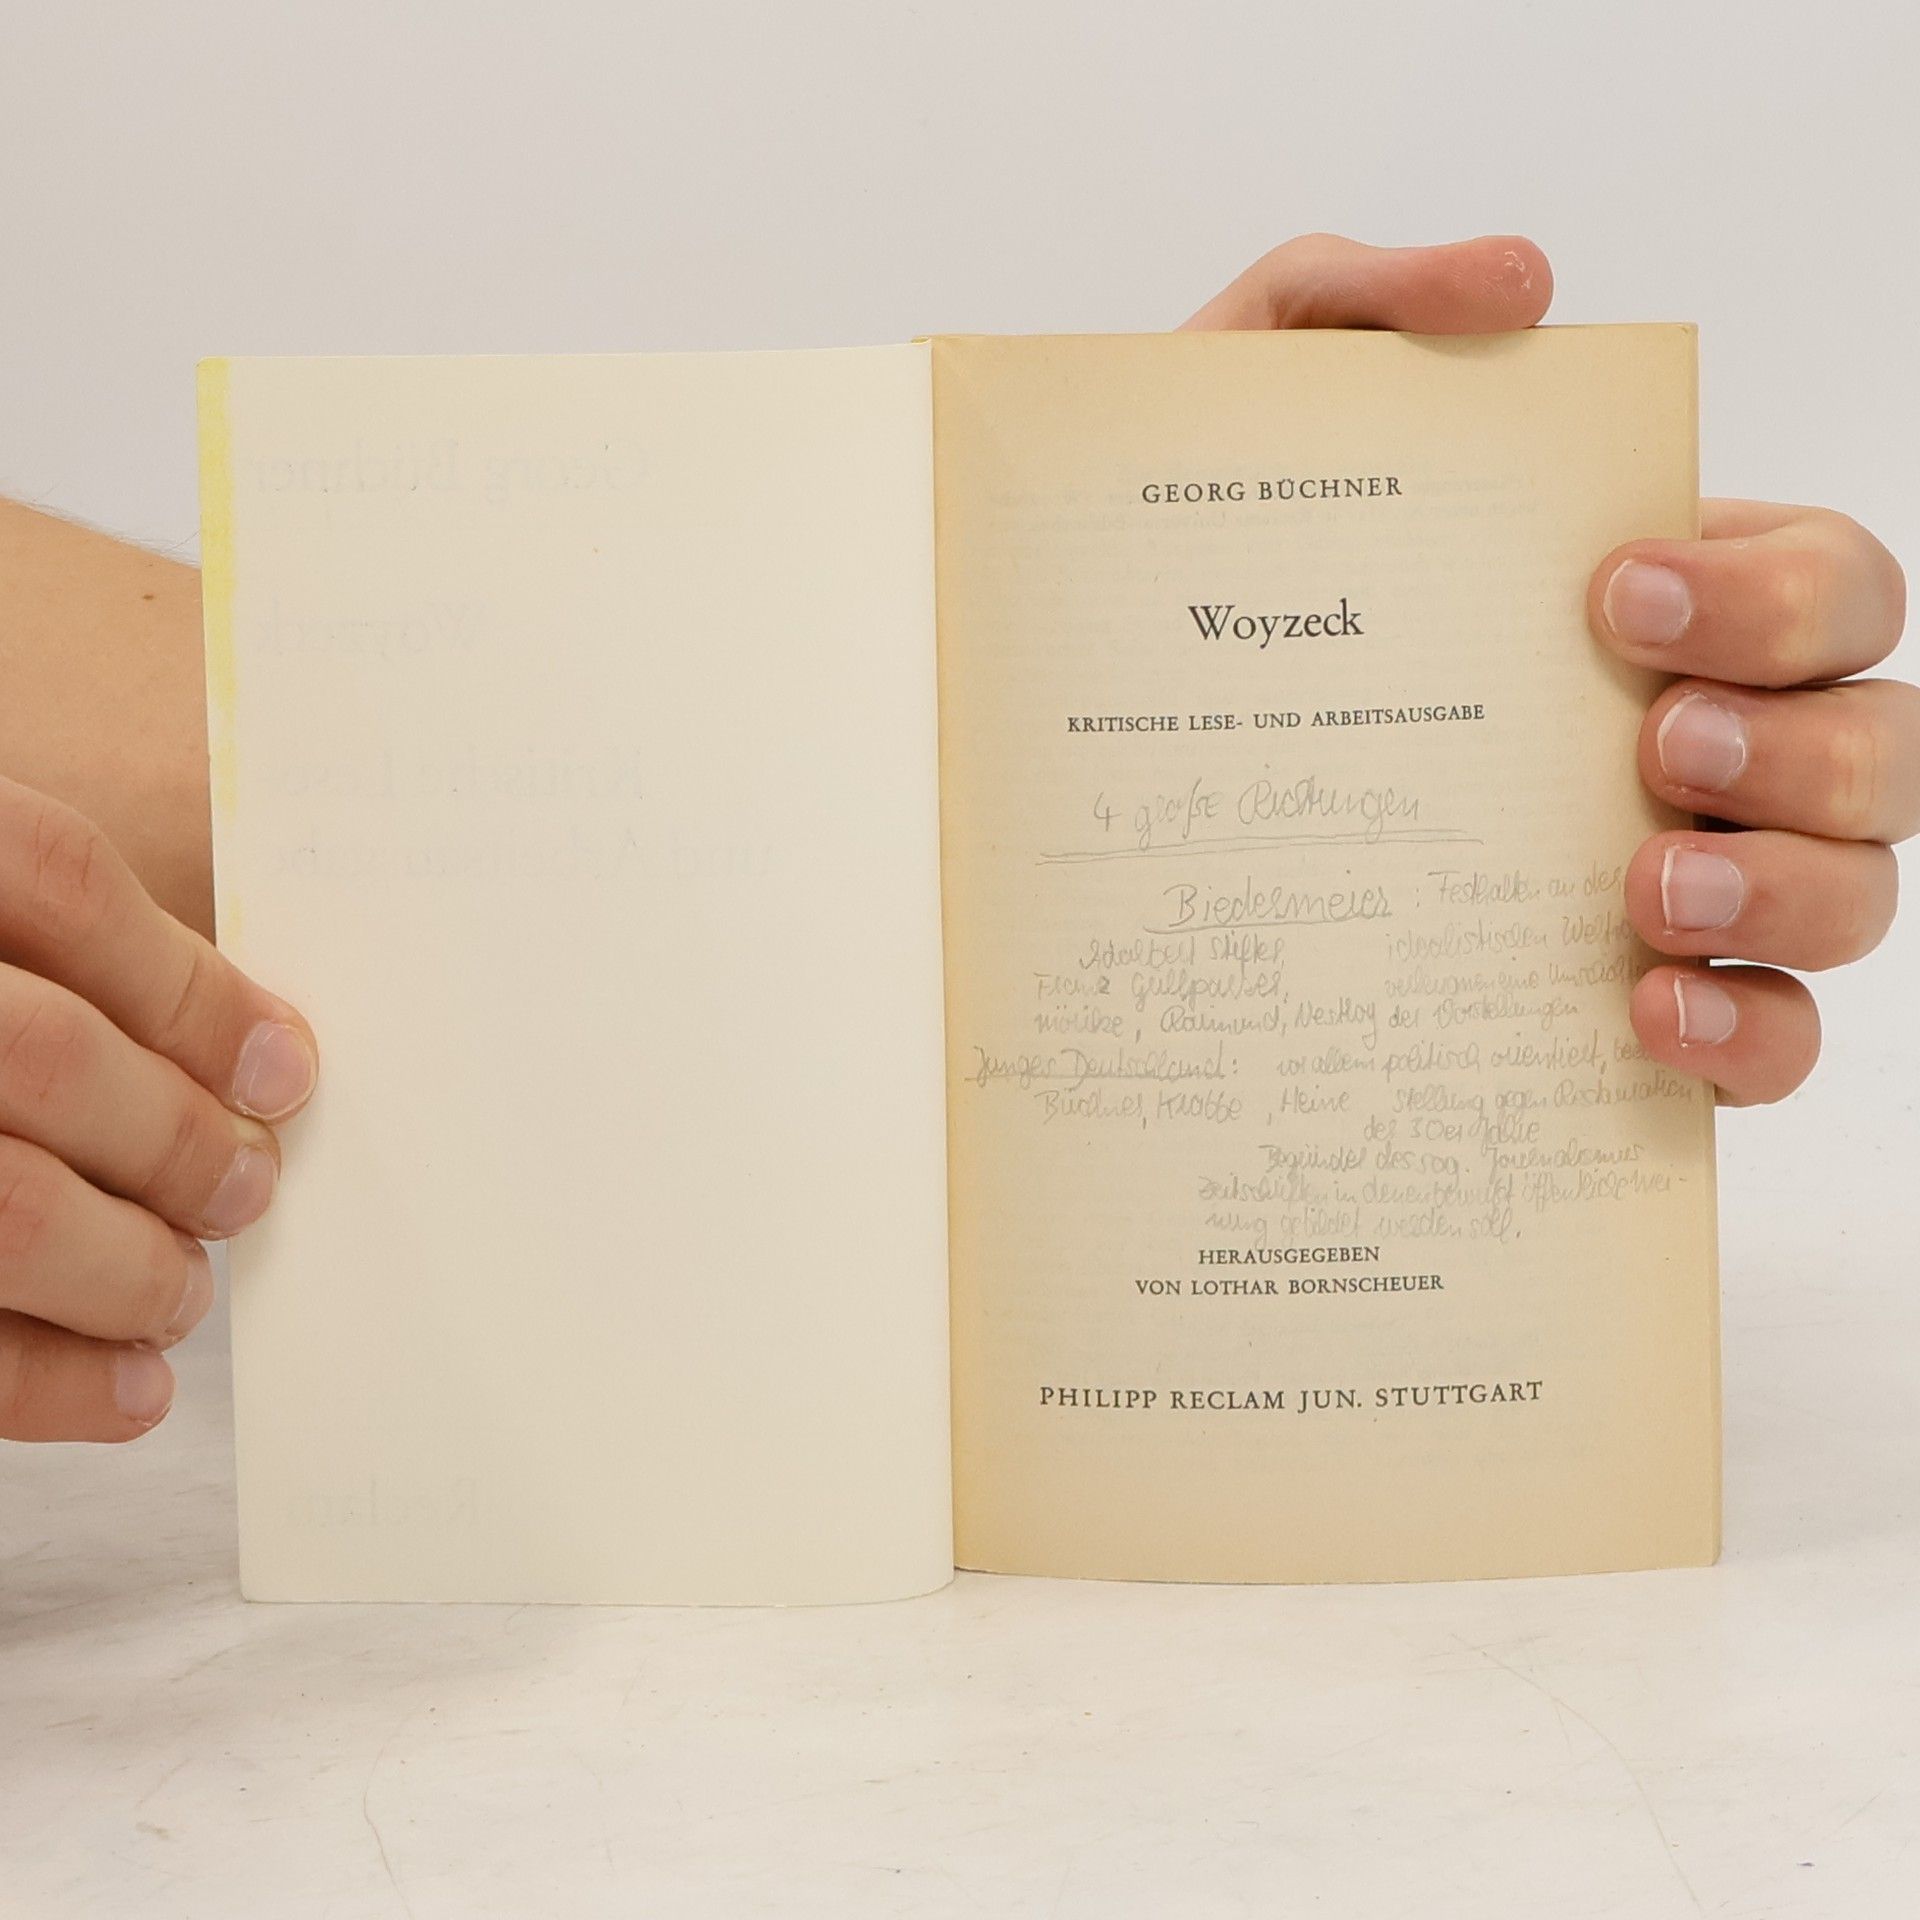 GEORG BÜCHNER
Woyzeck
KRITISCHE LESE- UND ARBEITSAUSGABE
4 große Richtungen
Biedermeier : Festhalten an der
Adalbert Stifter, idealistischen
Franz Grillparzer,
Mörike, Raimund, Nestroy der Vorstellungen
Junges Deutschland: vor allem politisch orientiert,
Büchner, Grabbe, Heine Stellung gegen Restauration
der 30er Jahre
Begründer des sog. Journalismus
Zeitschriften in denen bewußt öffentliche Mei-
nung gebildet werden soll.
HERAUSGEGEBEN
VON LOTHAR BORNSCHEUER
PHILIPP RECLAM JUN. STUTTGART